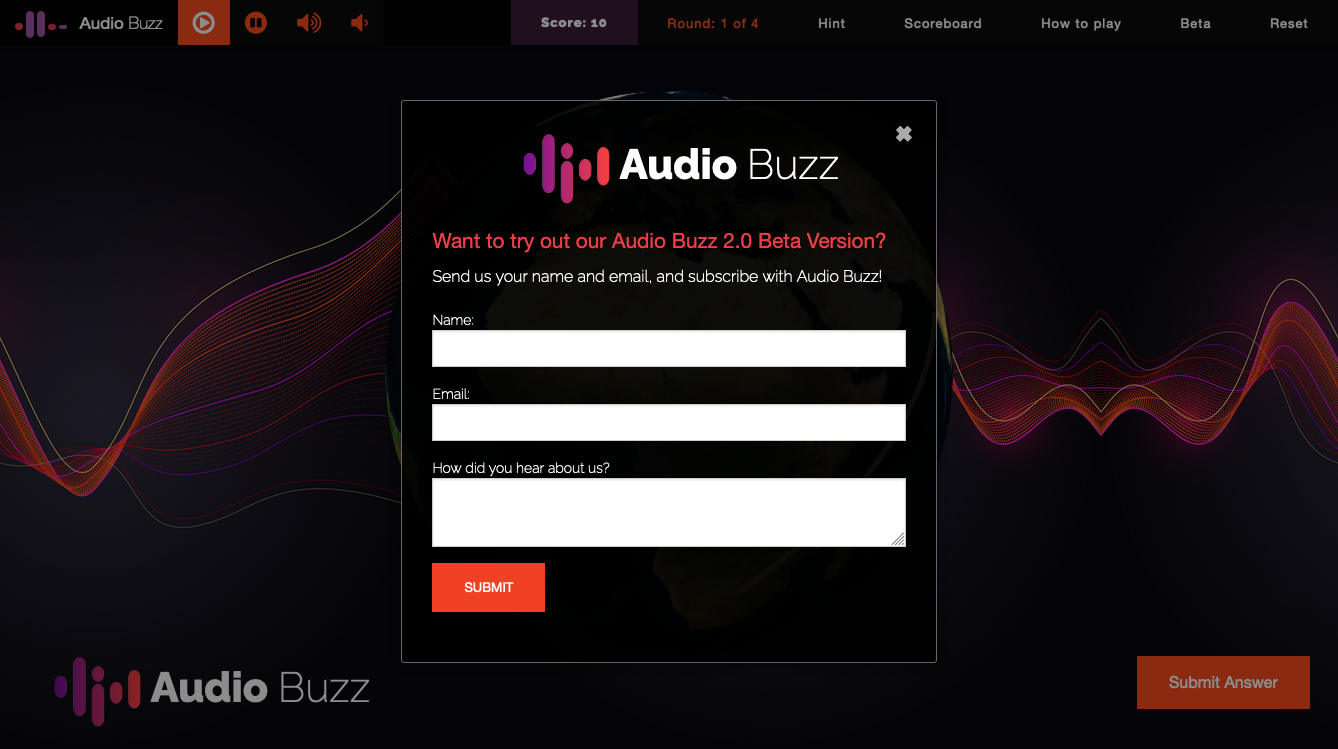 Audio Buzz
Score: 10
Round: 1 of 4
Hint
Scoreboard
How to play
Beta
Reset
Audio Buzz
Want to try out our Audio Buzz 2.0 Beta Version?
Send us your name and email, and subscribe with Audio Buzz!
Name:
Email:
How did you hear about us?
SUBMIT
Audio Buzz
Submit Answer